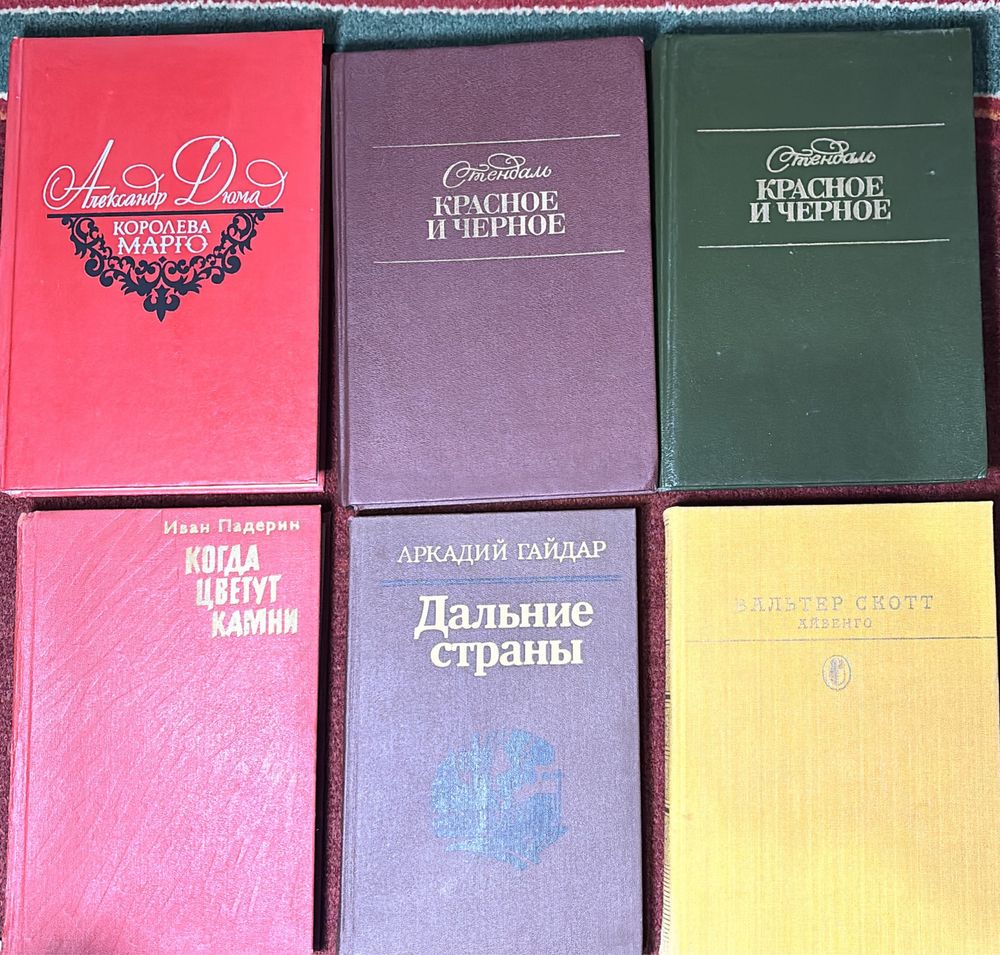 Александр Дюма
КОРОЛЕВА
МАРГО
Стендаль
КРАСНОЕ
И ЧЕРНОЕ
Стендаль
КРАСНОЕ
И ЧЕРНОЕ
Иван Падерин
КОГДА
ЦВЕТУТ
КАМНИ
АРКАДИЙ ГАЙДАР
Дальние
страны
ВАЛЬТЕР СКОТТ
АЙВЕНГО